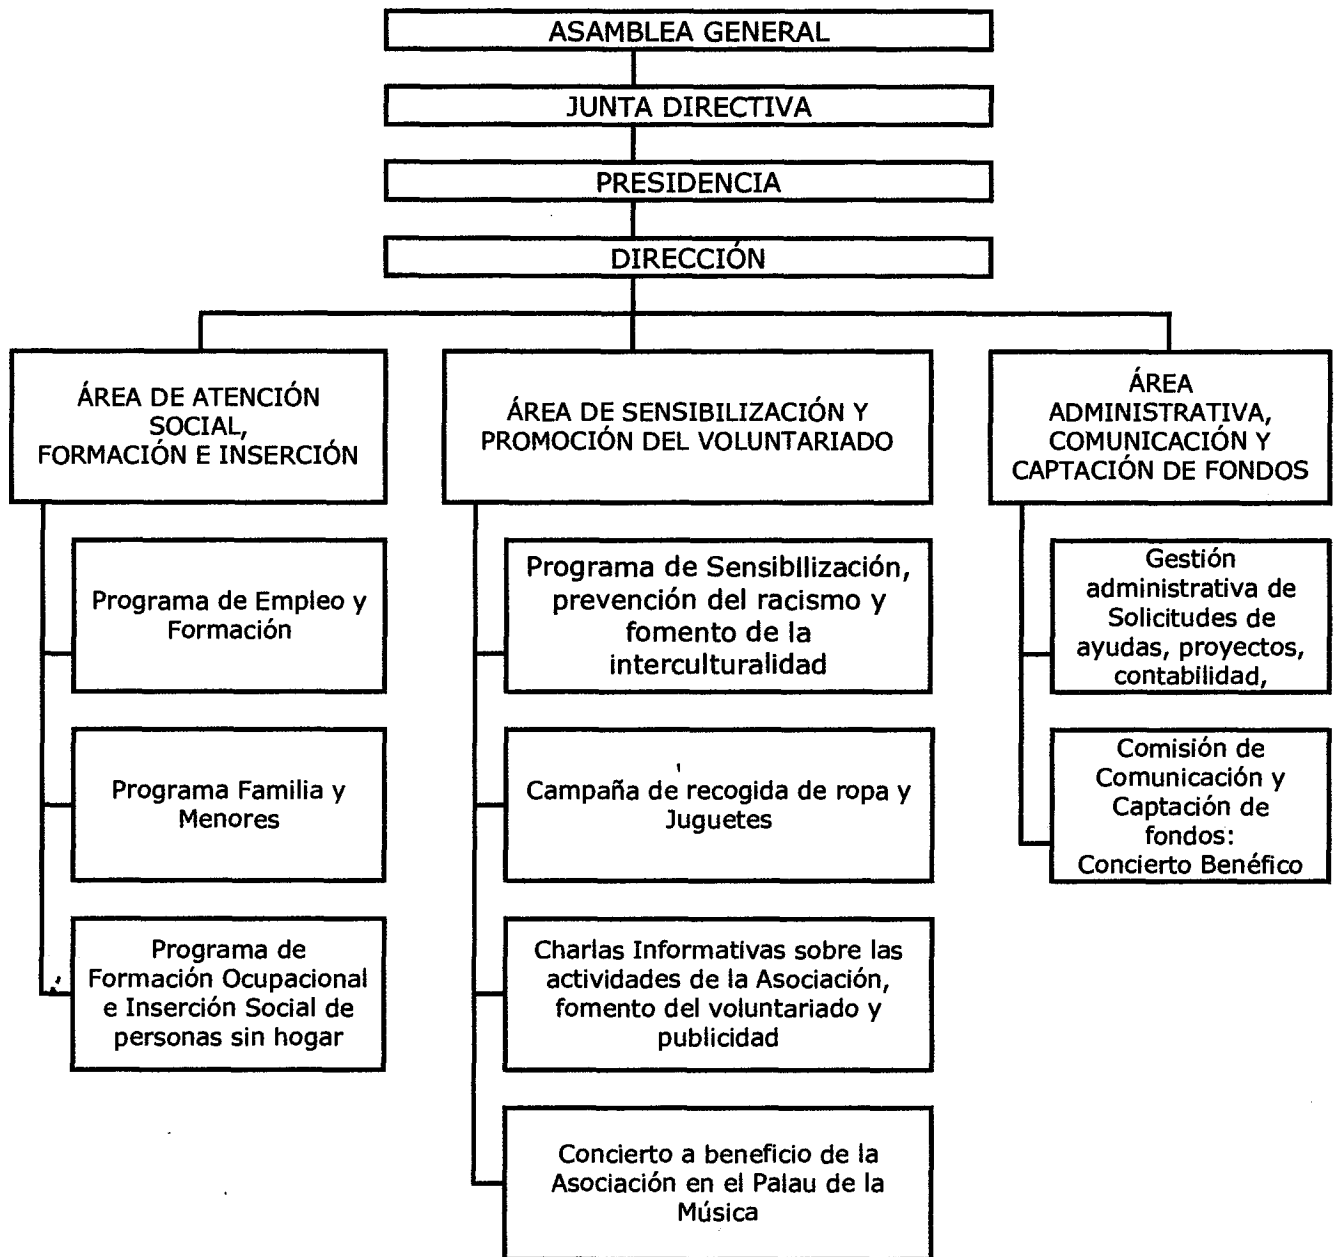 ASAMBLEA GENERAL
JUNTA DIRECTIVA
PRESIDENCIA
DIRECCIÓN
ÁREA DE ATENCIÓN
SOCIAL,
FORMACIÓN E INSERCIÓN
Programa de Empleo y
Formación
Programa Familia y
Menores
Programa de
Formación Ocupacional
e Inserción Social de
personas sin hogar
ÁREA DE SENSIBILIZACIÓN Y
PROMOCIÓN DEL VOLUNTARIADO
Programa de Sensibilización,
prevención del racismo y
fomento de la
interculturalidad
Campaña de recogida de ropa y
Juguetes
Charlas Informativas sobre las
actividades de la Asociación,
fomento del voluntariado y
publicidad
Concierto a beneficio de la
Asociación en el Palau de la
Música
ÁREA
ADMINISTRATIVA,
COMUNICACIÓN Y
CAPTACIÓN DE FONDOS
Gestión
administrativa de
Solicitudes de
ayudas, proyectos,
contabilidad,
Comisión de
Comunicación y
Captación de
fondos:
Concierto Benéfico